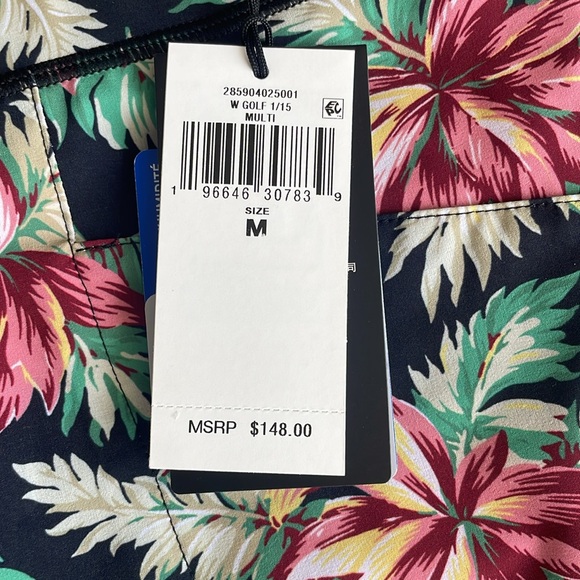 285904025001
W GOLF 1/15
MULTI
1 96646 30783 9
SIZE
M
MSRP $148.00